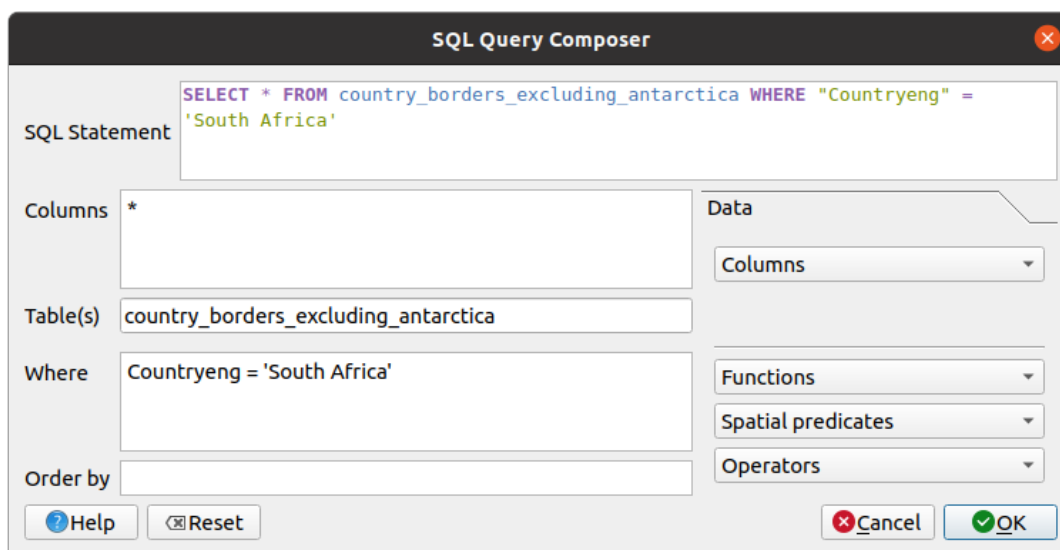 SQL Query Composer
SELECT * FROM country_borders_excluding_antarctica WHERE "Countryeng" =
'South Africa'
SQL Statement
Columns
*
Data
Columns
Table(s)
country_borders_excluding_antarctica
Where
Countryeng = 'South Africa'
Functions
Spatial predicates
Operators
Order by
Help
Reset
Cancel
OK